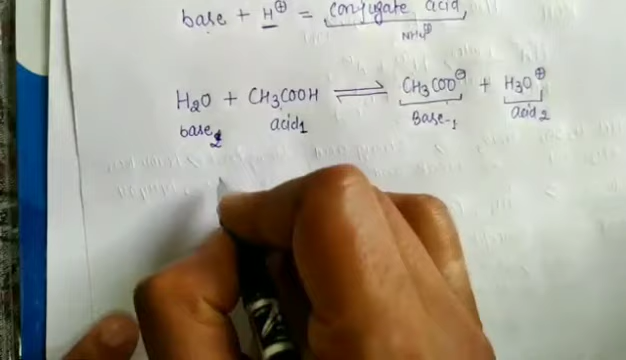 base + H⊕ = conjugate acid
NH₄⊕
H₂O + CH₃COOH ⇌ CH₃COO⊖ + H₃O⊕
base₂ acid₁ Base-₁ acid₂